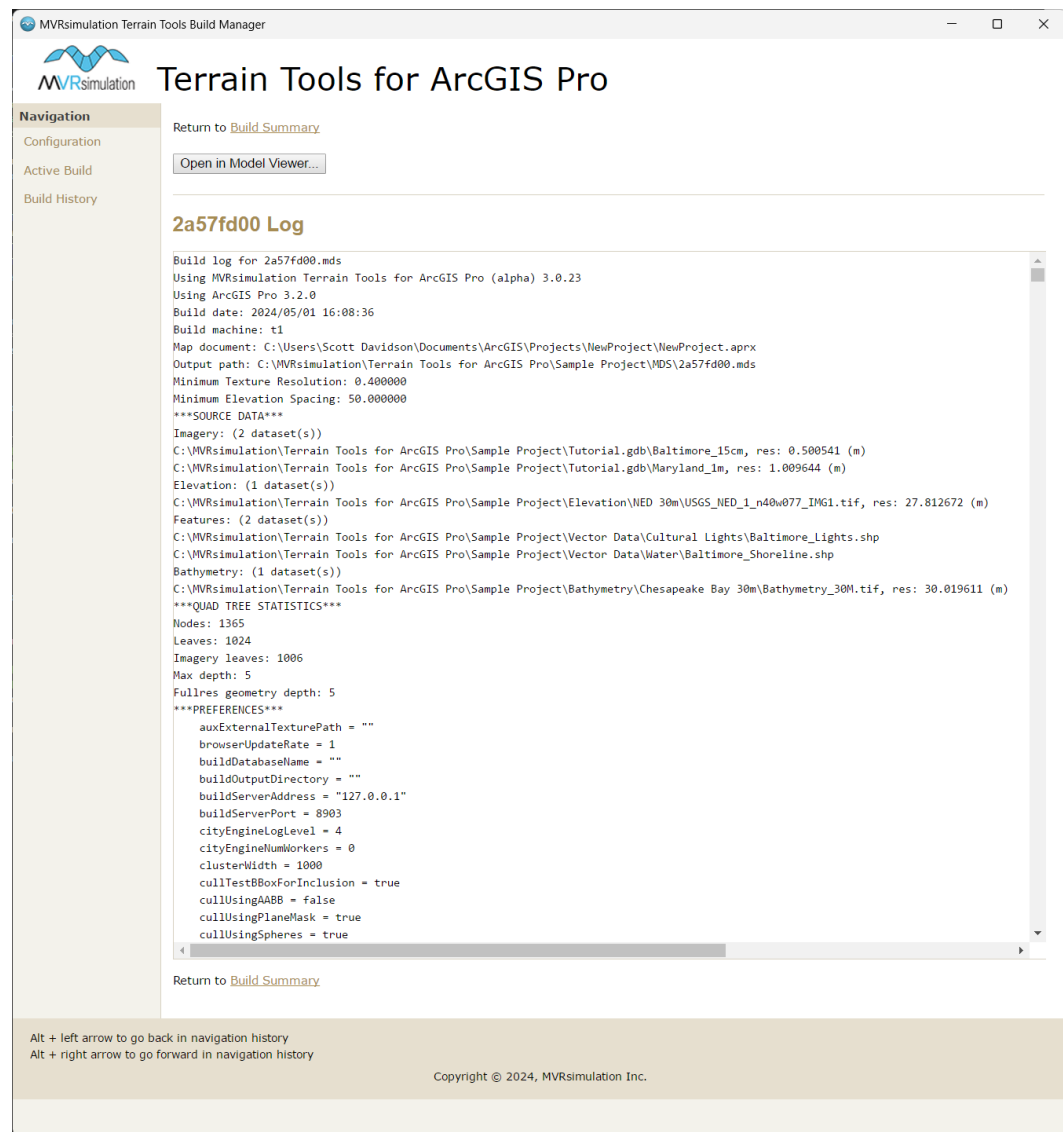 MVRsimulation Terrain Tools Build Manager
MVRsimulation
Terrain Tools for ArcGIS Pro
Navigation
Configuration
Active Build
Build History
Return to Build Summary
Open in Model Viewer...
2a57fd00 Log
Build log for 2a57fd00.mds
Using MVRsimulation Terrain Tools for ArcGIS Pro (alpha) 3.0.23
Using ArcGIS Pro 3.2.0
Build date: 2024/05/01 16:08:36
Build machine: t1
Map document: C:\Users\Scott Davidson\Documents\ArcGIS\Projects\NewProject\NewProject.aprx
Output path: C:\MVRsimulation\Terrain Tools for ArcGIS Pro\Sample Project\MDS\2a57fd00.mds
Minimum Texture Resolution: 0.400000
Minimum Elevation Spacing: 50.000000
***SOURCE DATA***
Imagery: (2 dataset(s))
C:\MVRsimulation\Terrain Tools for ArcGIS Pro\Sample Project\Tutorial.gdb\Baltimore_15cm, res: 0.500541 (m)
C:\MVRsimulation\Terrain Tools for ArcGIS Pro\Sample Project\Tutorial.gdb\Maryland_1m, res: 1.009644 (m)
Elevation: (1 dataset(s))
C:\MVRsimulation\Terrain Tools for ArcGIS Pro\Sample Project\Elevation\NED 30m\USGS_NED_1_n40w077_IMG1.tif, res: 27.812672 (m)
Features: (2 dataset(s))
C:\MVRsimulation\Terrain Tools for ArcGIS Pro\Sample Project\Vector Data\Cultural Lights\Baltimore_Lights.shp
C:\MVRsimulation\Terrain Tools for ArcGIS Pro\Sample Project\Vector Data\Water\Baltimore_Shoreline.shp
Bathymetry: (1 dataset(s))
C:\MVRsimulation\Terrain Tools for ArcGIS Pro\Sample Project\Bathymetry\Chesapeake Bay 30m\Bathymetry_30M.tif, res: 30.019611 (m)
***QUAD TREE STATISTICS***
Nodes: 1365
Leaves: 1024
Imagery leaves: 1006
Max depth: 5
Fullres geometry depth: 5
***PREFERENCES***
auxExternalTexturePath = ""
browserUpdateRate = 1
buildDatabaseName = ""
buildOutputDirectory = ""
buildServerAddress = "127.0.0.1"
buildServerPort = 8903
cityEngineLogLevel = 4
cityEngineNumWorkers = 0
clusterWidth = 1000
cullTestBBoxForInclusion = true
cullUsingAABB = false
cullUsingPlaneMask = true
cullUsingSpheres = true
Return to Build Summary
Alt + left arrow to go back in navigation history
Alt + right arrow to go forward in navigation history
Copyright © 2024, MVRsimulation Inc.